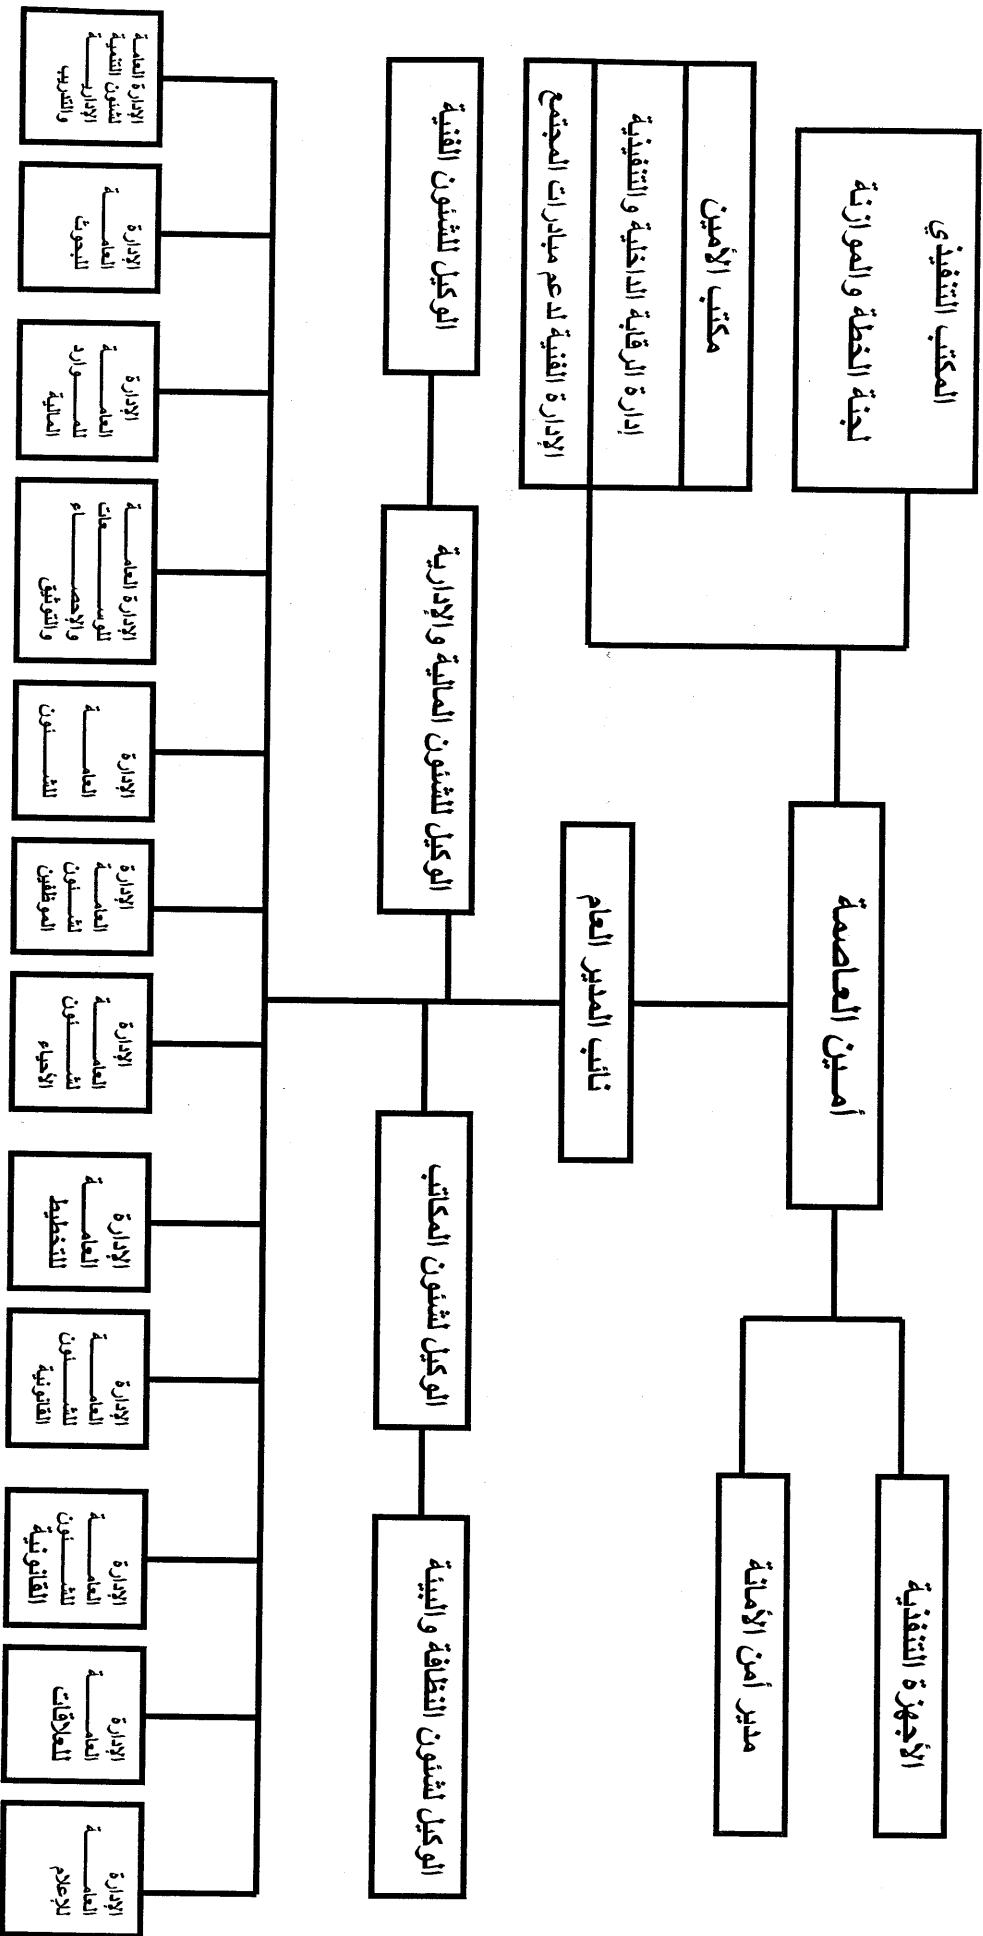 الأجهزة التنفذية
مدير أمن الأمانة
المكتب التنفيذي
لجنة الخطة والموازنة
أمين العاصمة
مكتب الأمين
إدارة الرقابة الداخلية والتنفيذية
الإدارة الفنية لدعم مبادرات المجتمع
نائب المدير العام
الوكيل لشئون النظافة والبيئة
الوكيل لشئون المكاتب
الوكيل للشئون المالية والإدارية
الوكيل للشئون الفنية
الإدارة
العامة
للإعلام
الإدارة
العامة
للعلاقات
الإدارة
العامة
للشئون
القانونية
الإدارة
العامة
للشئون
القانونية
الإدارة
العامة
للتخطيط
الإدارة
العامة
لشئون
الأحياء
الإدارة
العامة
لشئون
الموظفين
الإدارة
العامة
للشئون
الإدارة العامة
للوسعات
والإحصاء
والتوثيق
الإدارة
العامة
للموارد
المالية
الإدارة
العامة
للبحوث
الإدارة العامة
لشئون التنمية
الإدارية
والتدريب